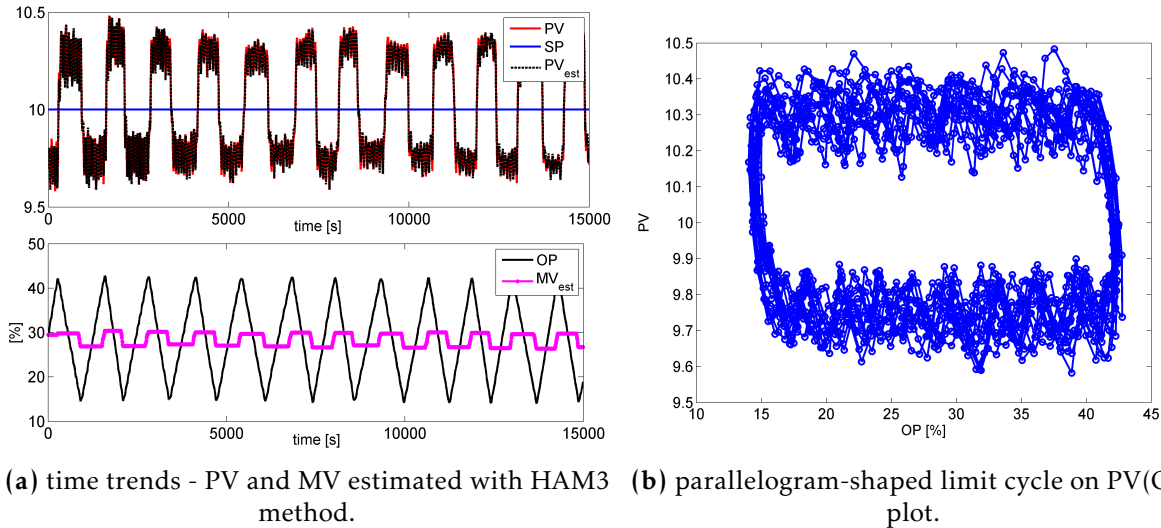 10.5
10
9.5
0
5000
10000
15000
time [s]
PV
SP
PVest
50
40
30
20
10
[%]
0
5000
10000
15000
time [s]
OP
MVest
10.5
10.4
10.3
10.2
10.1
10
9.9
9.8
9.7
9.6
9.5
PV
10
15
20
25
30
35
40
45
OP [%]
(a) time trends - PV and MV estimated with HAM3
method.
(b) parallelogram-shaped limit cycle on
plot.